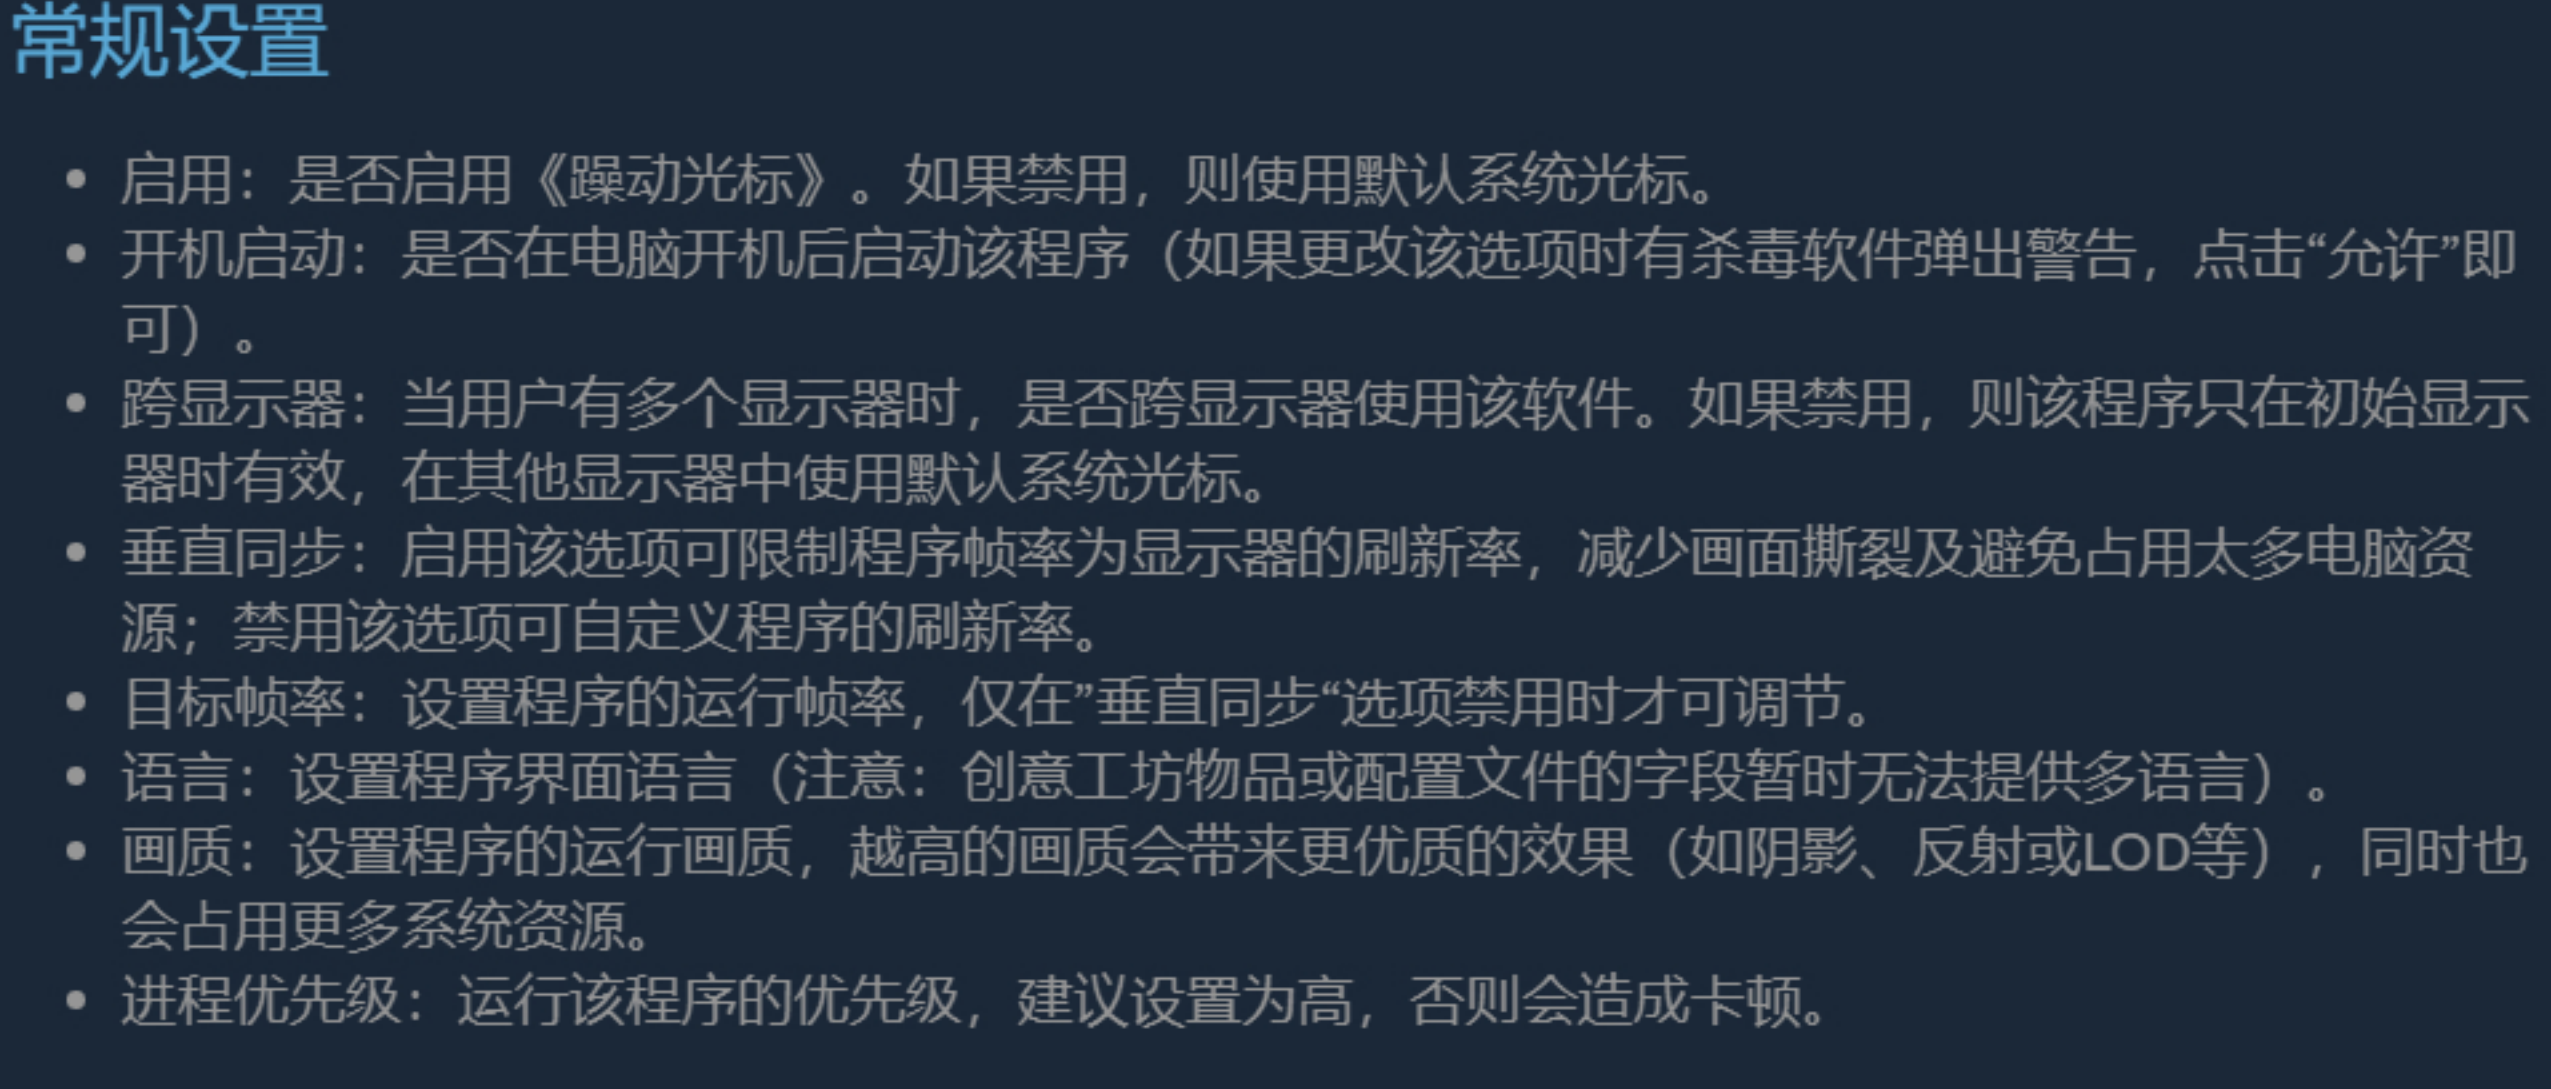 常规设置
启用：是否启用《躁动光标》。如果禁用，则使用默认系统光标。
开机启动：是否在电脑开机后启动该程序（如果更改该选项时有杀毒软件弹出警告，点击“允许”即
可）。
跨显示器：当用户有多个显示器时，是否跨显示器使用该软件。如果禁用，则该程序只在初始显示
器时有效，在其他显示器中使用默认系统光标。
垂直同步：启用该选项可限制程序帧率为显示器的刷新率，减少画面撕裂及避免占用太多电脑资
源；禁用该选项可自定义程序的刷新率。
目标帧率：设置程序的运行帧率，仅在”垂直同步“选项禁用时才可调节。
语言：设置程序界面语言（注意：创意工坊物品或配置文件的字段暂时无法提供多语言）。
画质：设置程序的运行画质，越高的画质会带来更优质的效果（如阴影、反射或LOD等），同时也
会占用更多系统资源。
进程优先级：运行该程序的优先级，建议设置为高，否则会造成卡顿。